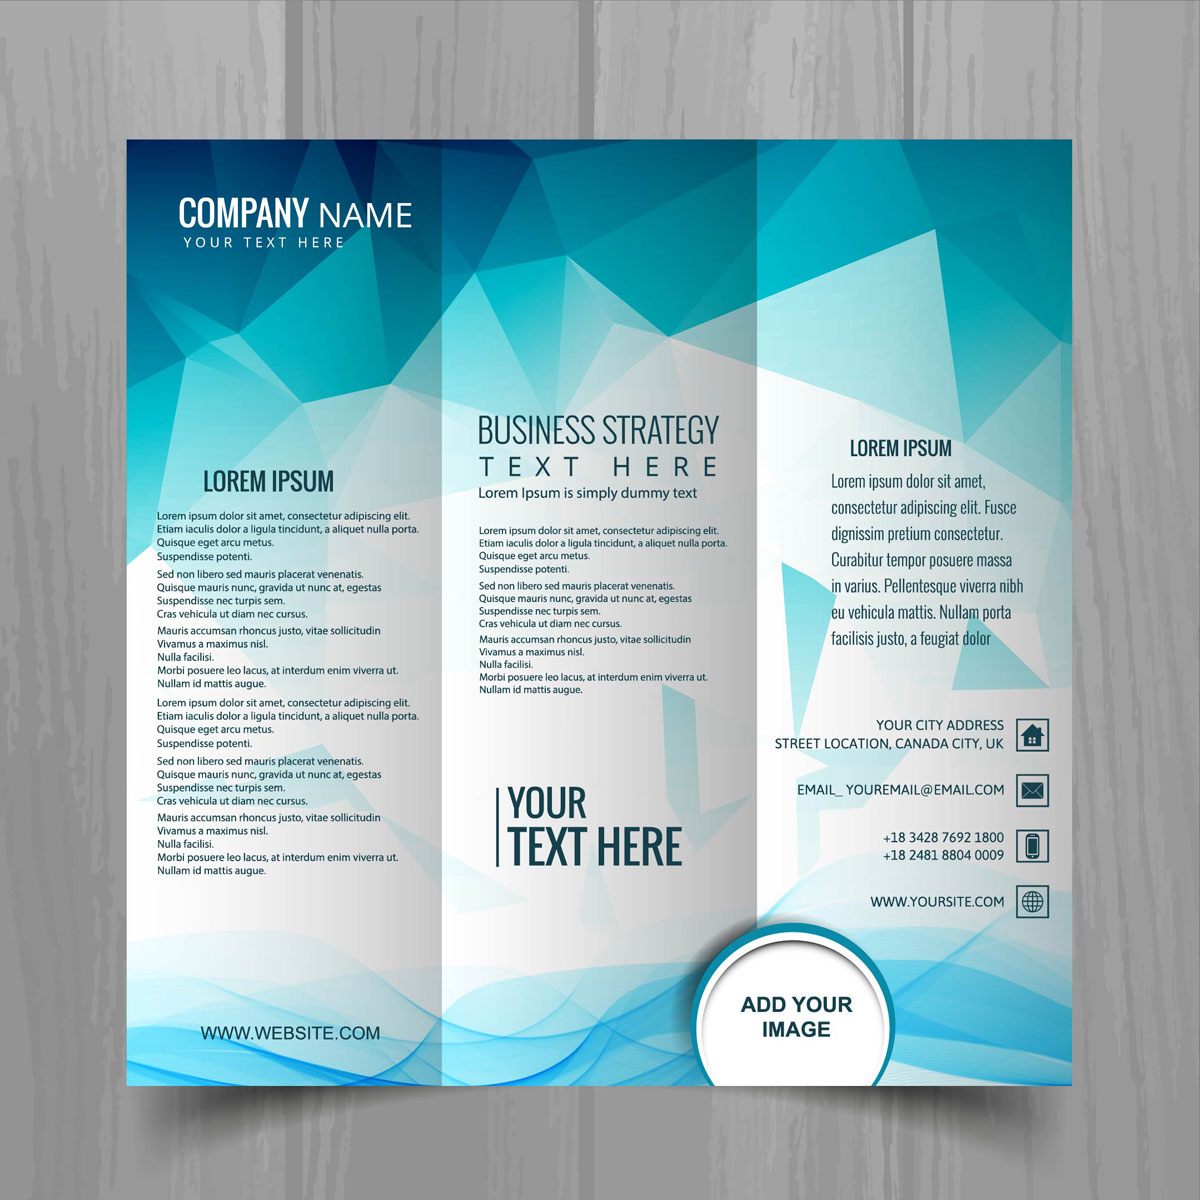 COMPANY NAME
YOUR TEXT HERE
LOREM IPSUM
Lorem ipsum dolor sit amet, consectetur adipiscing elit.
Etiam iaculis dolor a ligula tincidunt, a aliquet nulla porta.
Quisque eget arcu metus.
Suspendisse potenti.
Sed non libero sed mauris placerat venenatis.
Quisque mauris nunc, gravida ut nunc at, egestas
Suspendisse nec turpis sem.
Cras vehicula ut diam nec cursus.
Mauris accumsan rhoncus justo, vitae sollicitudin
Vivamus a maximus nisl.
Nulla facilisi.
Morbi posuere leo lacus, at interdum enim viverra ut.
Nullam id mattis augue.
Lorem ipsum dolor sit amet, consectetur adipiscing elit.
Etiam iaculis dolor a ligula tincidunt, a aliquet nulla porta.
Quisque eget arcu metus.
Suspendisse potenti.
Sed non libero sed mauris placerat venenatis.
Quisque mauris nunc, gravida ut nunc at, egestas
Suspendisse nec turpis sem.
Cras vehicula ut diam nec cursus.
Mauris accumsan rhoncus justo, vitae sollicitudin
Vivamus a maximus nisl.
Nulla facilisi.
Morbi posuere leo lacus, at interdum enim viverra ut.
Nullam id mattis augue.
WWW.WEBSITE.COM
BUSINESS STRATEGY
TEXT HERE
Lorem Ipsum is simply dummy text
Lorem ipsum dolor sit amet, consectetur adipiscing elit.
Etiam iaculis dolor a ligula tincidunt, a aliquet nulla porta.
Quisque eget arcu metus.
Suspendisse potenti.
Sed non libero sed mauris placerat venenatis.
Quisque mauris nunc, gravida ut nunc at, egestas
Suspendisse nec turpis sem.
Cras vehicula ut diam nec cursus.
Mauris accumsan rhoncus justo, vitae sollicitudin
Vivamus a maximus nisl.
Nulla facilisi.
Morbi posuere leo lacus, at interdum enim viverra ut.
Nullam id mattis augue.
YOUR
TEXT HERE
LOREM IPSUM
Lorem ipsum dolor sit amet,
consectetur adipiscing elit. Fusce
dignissim pretium consectetur.
Curabitur tempor posuere massa
in varius. Pellentesque viverra nibh
eu vehicula mattis. Nullam porta
facilisis justo, a feugiat dolor
YOUR CITY ADDRESS
STREET LOCATION, CANADA CITY, UK
EMAIL_ YOUREMAIL@EMAIL.COM
+18 3428 7692 1800
+18 2481 8804 0009
WWW.YOURSITE.COM
ADD YOUR
IMAGE